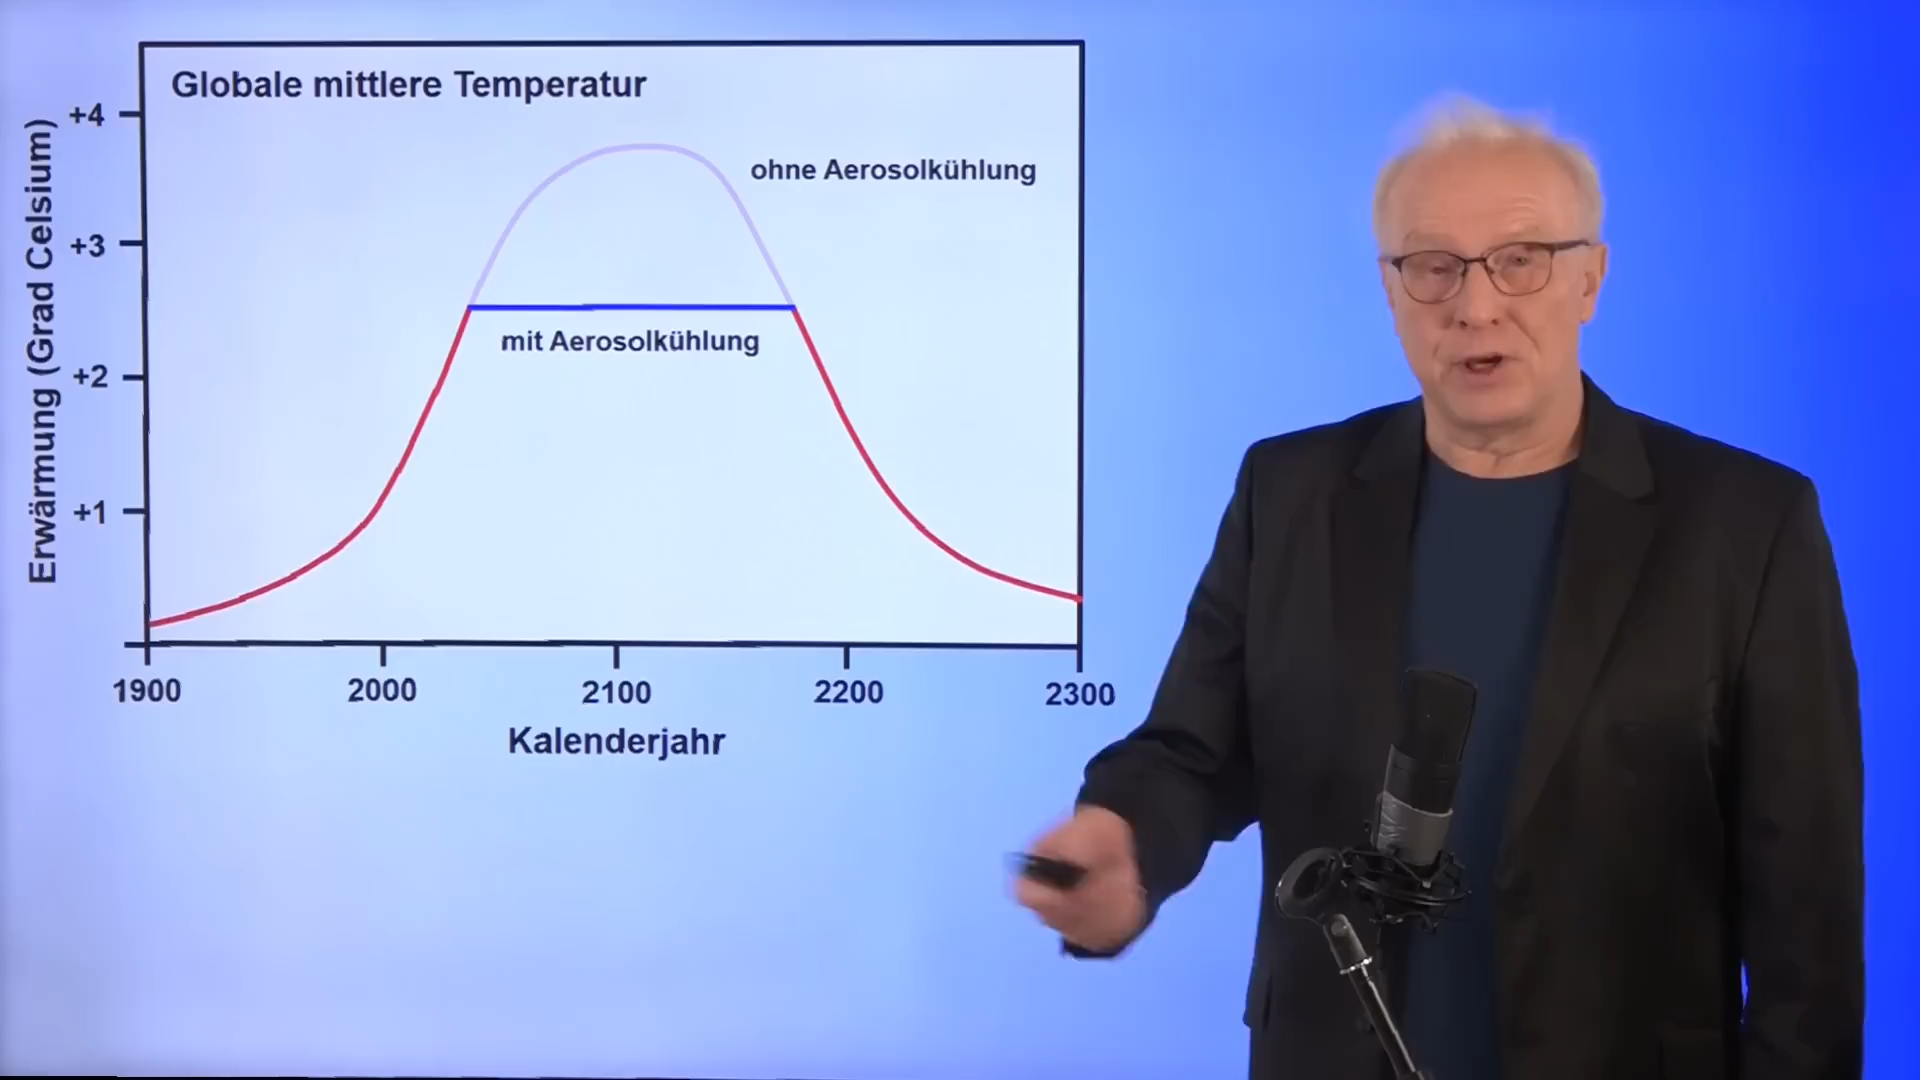 Globale mittlere Temperatur
Erwärmung (Grad Celsium)
+4
+3
+2
+1
ohne Aerosolkühlung
mit Aerosolkühlung
1900 2000 2100 2200 2300
Kalenderjahr